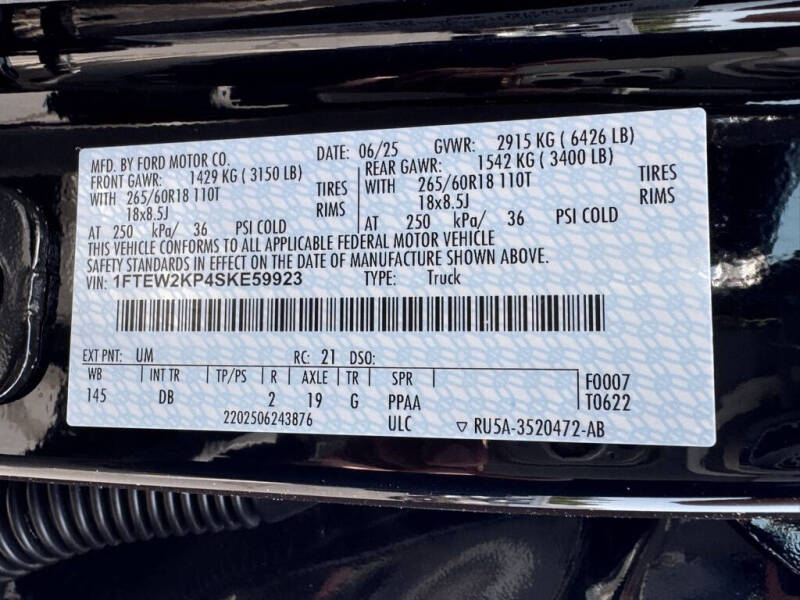 MFD. BY FORD MOTOR CO.
DATE: 06/25 GVWR: 2915 KG ( 6426 LB)
FRONT GAWR: 1429 KG ( 3150 LB)
WITH 265/60R18 110T TIRES
18x8.5J RIMS
AT 250 kPa/ 36 PSI COLD
REAR GAWR: 1542 KG ( 3400 LB)
WITH 265/60R18 110T TIRES
18x8.5J RIMS
AT 250 kPa/ 36 PSI COLD
THIS VEHICLE CONFORMS TO ALL APPLICABLE FEDERAL MOTOR VEHICLE
SAFETY STANDARDS IN EFFECT ON THE DATE OF MANUFACTURE SHOWN ABOVE.
VIN: 1FTEW2KP4SKE59923 TYPE: Truck
EXT PNT: UM RC: 21 DSO:
WB INT TR TP/PS R AXLE TR SPR F0007
145 DB 2 19 G PPAA T0622
2202506243876 ULC ▽ RU5A-3520472-AB